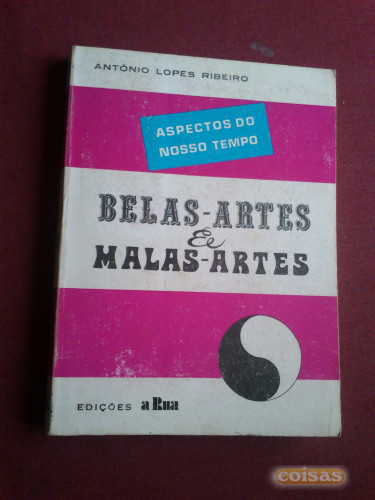 ANTÓNIO LOPES RIBEIRO
ASPECTOS DO
NOSSO TEMPO
BELAS-ARTES
&
MALAS-ARTES
EDIÇÕES a Rua
coisas